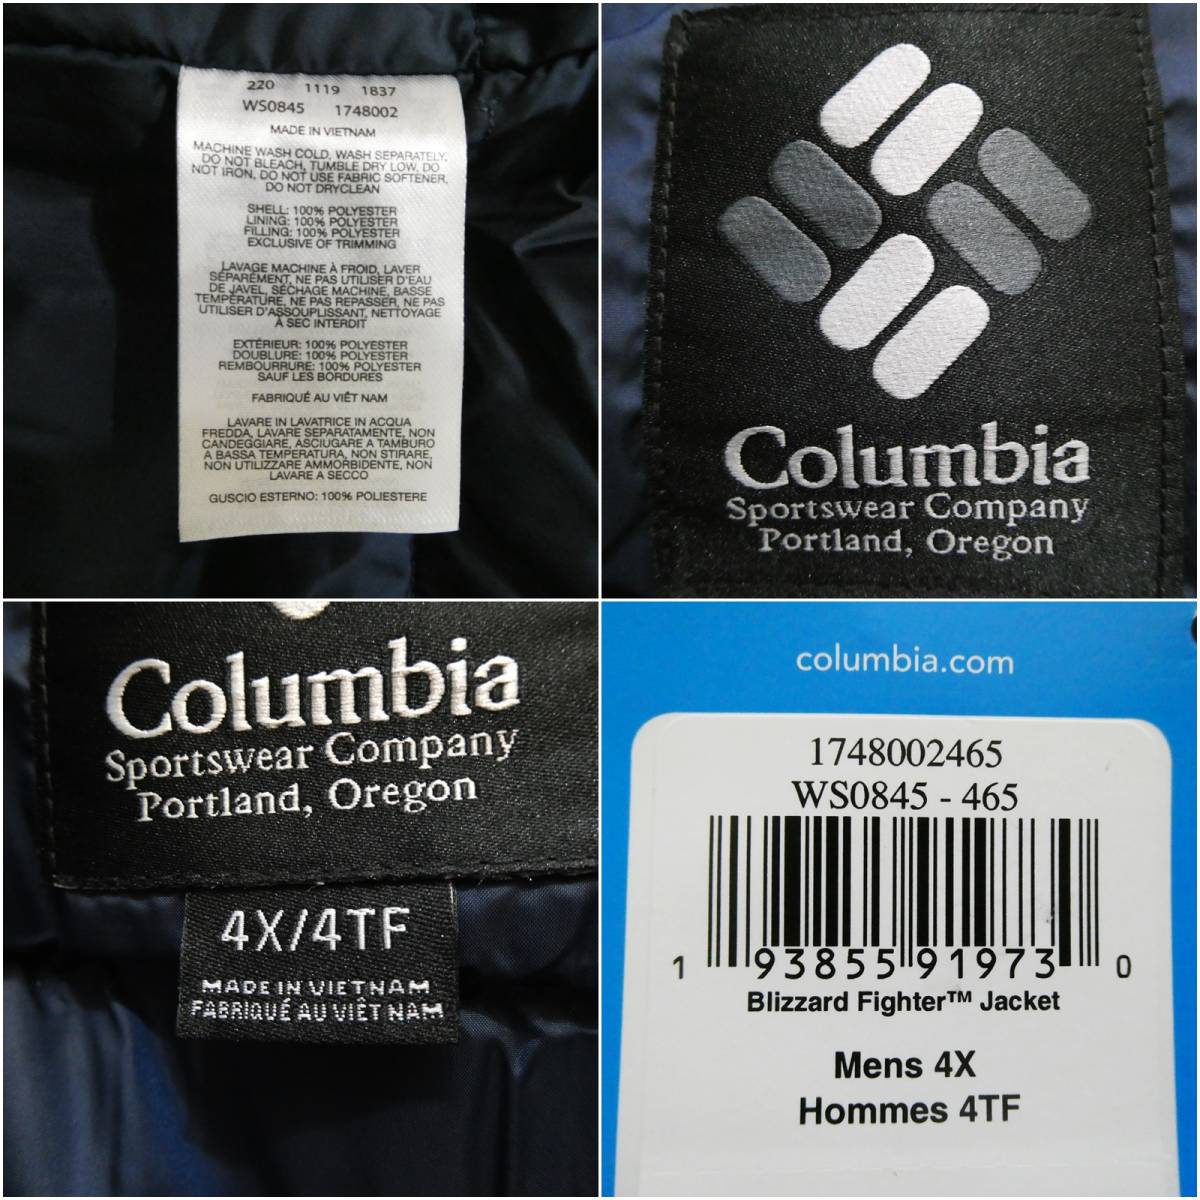 220 1119 1837
WS0845 1748002
MADE IN VIETNAM
MACHINE WASH COLD, WASH SEPARATELY,
DO NOT BLEACH, TUMBLE DRY LOW, DO
NOT IRON, DO NOT USE FABRIC SOFTENER,
DO NOT DRYCLEAN
SHELL: 100% POLYESTER
LINING: 100% POLYESTER
FILLING: 100% POLYESTER
EXCLUSIVE OF TRIMMING
LAVAGE MACHINE À FROID, LAVER
SÉPARÉMENT, NE PAS UTILISER D'EAU
DE JAVEL, SÉCHAGE MACHINE, BASSE
TEMPÉRATURE, NE PAS REPASSER, NE PAS
UTILISER D'ASSOUPLISSANT, NETTOYAGE
À SEC INTERDIT
EXTÉRIEUR: 100% POLYESTER
DOUBLURE: 100% POLYESTER
REMBOURRURE: 100% POLYESTER
SAUF LES BORDURES
FABRIQUÉ AU VIÊT NAM
LAVARE IN LAVATRICE IN ACQUA
FREDDA, LAVARE SEPARATAMENTE, NON
CANDEGGIARE, ASCIUGARE A TAMBURO
A BASSA TEMPERATURA, NON STIRARE,
NON UTILIZZARE AMMORBIDENTE, NON
LAVARE A SECCO
GUSCIO ESTERNO: 100% POLIESTERE
Columbia
Sportswear Company
Portland, Oregon
Columbia
Sportswear Company
Portland, Oregon
4X/4TF
MADE IN VIETNAM
FABRIQUÉ AU VIÊT NAM
columbia.com
1748002465
WS0845 - 465
1 93855 91973 0
Blizzard Fighter™ Jacket
Mens 4X
Hommes 4TF